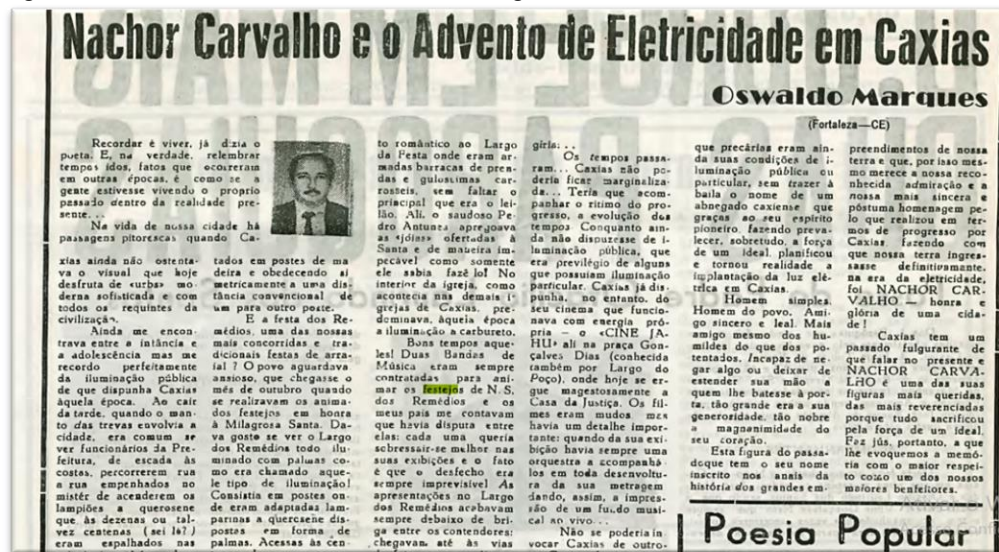 Nachor Carvalho e o Advento de Eletricidade em Caxias
Oswaldo Marques
(Fortaleza—CE)
Recordar é viver, já dizia o
poeta. E, na verdade, relembrar
tempos idos, fatos que ocorreram
em outras épocas, é como se a
gente estivesse vivendo o proprio
passado dentro da realidade pre-
sente...
Na vida de nossa cidade há
passagens pitorescas quando Ca-
xias ainda não ostenta-
va o visual que hoje
desfruta de «urbs» mo-
derna sofisticada e com
todos os requintes da
civilização.
Ainda me encon-
trava entre a infância e
a adolescência mas me
recordo perfeitamente
da iluminação pública
de que dispunha Caxias
àquela época. Ao cair
da tarde, quando o man-
to das trevas envolvia a
cidade, era comum se
ver funcionários da Pre-
feitura, de escada às
costas, percorrerem rua
a rua empenhados no
mistér de acenderem os
lampiões a querosene
que às dezenas ou tal-
vez centenas (sei lá?)
eram espalhados nas
tados em postes de ma
deira e obedecendo si
metricamente a uma dis-
tância convencional de
um para outro poste.
E a festa dos Re-
médios, uma das nossas
mais concorridas e tra-
dicionais festas de arra-
ial ? O povo aguardava
ansioso, que chegasse o
mês de outubro quando
se realizavam os anima-
dos festejos em honra
à Milagrosa Santa. Da-
va gosto se ver o Largo
dos Remédios todo ilu-
minado com palmas co-
mo era chamado aque-
le tipo de iluminação!
Consistia em postes on-
de eram adaptadas lam-
parinas a querosene dis-
postas em forma de
palmas. Acessas às cen-
to romântico ao Largo
da Festa onde eram ar-
madas barracas de pren-
das e gulosimas car-
rosseis, sem faltar o
principal que era o lei-
lão. Ali, o saudoso Pe-
dro Antunes apregoava
as «jóias» ofertadas à
Santa e de maneira im-
pecável como somente
ele sabia fazê lo! No
interior da igreja, como
acontecia nas demais i-
grejas de Caxias, pre-
dominava, àquela época
a iluminação a carbureto.
Bons tempos aque-
les! Duas Bandas de
Música eram sempre
contratadas para ani-
mar os festejos de N. S.
dos Remédios e os
meus pais me contavam
que havia disputa entre
elas: cada uma queria
sobressair-se melhor nas
suas exibições e o fato
é que o desfecho era
sempre imprevisível As
apresentações no Largo
dos Remédios acabavam
sempre debaixo de bri-
ga entre os contendores:
chegavam até às vias
gíria:..
Os tempos passa-
ram... Caxias não po-
deria ficar marginaliza-
da... Teria que acom-
panhar o ritimo do pro-
gresso, a evolução dos
tempos Conquanto ain-
da não dispuzesse de i-
luminação pública, que
era previlégio de alguns
que possuiam iluminação
particular. Caxias já dis-
punha, no entanto, do
seu cinema que funcio-
nava com energia pró-
pria — o «CINE JA-
HU» ali na praça Gon-
çalves Dias (conhecida
também por Largo do
Poço), onde hoje se er-
gue magestosamente a
Casa da Justiça. Os fil-
mes eram mudos mas
havia um detalhe impor-
tante: quando da sua exi-
bição havia sempre uma
orquestra a accompanhá-
los em toda desenvoltu-
ra da sua metragem
dando, assim, a impres-
são de um fundo musi-
cal ao vivo...
Não se poderia in
vocar Caxias de outro-
que precárias eram ain-
da suas condições de i-
luminação pública ou
particular, sem trazer à
baila o nome de um
abnegado caxiense que
graças ao seu espírito
pioneiro, fazendo preva-
lecer, sobretudo, a força
de um ideal, planificou
e tornou realidade a
implantação da luz elé-
trica em Caxias.
Homem simples.
Homem do povo. Ami-
go sincero e leal. Mais
amigo mesmo dos hu-
mildes do que dos po-
tentados. Incapaz de ne-
gar algo ou deixar de
estender sua mão a
quem lhe batesse à por-
ta, tão grande era a sua
generosidade, tão nobre
a magnanimidade do
seu coração.
Esta figura do passa-
doque tem o seu nome
inscrito nos anais da
história dos grandes em-
preendimentos de nossa
terra e que, por isso mes-
mo merece a nossa reco-
nhecida admiração e a
nossa mais sincera e
póstuma homenagem pe-
lo que realizou em ter-
mos de progresso por
Caxias, fazendo com
que nossa terra ingres-
sasse definitivamente,
na era da eletricidade,
foi NACHOR CAR-
VALHO — honra e
glória de uma cida-
de !
Caxias tem um
passado fulgurante de
que falar no presente e
NACHOR CARVA-
LHO é uma das suas
figuras mais queridas,
das mais reverenciadas
porque tudo sacrificou
pela força de um ideal.
Faz jús, portanto, a que
lhe evoquemos a memó-
ria com o maior respei-
to como um dos nossos
maiores benfeitores.
Poesia Popular